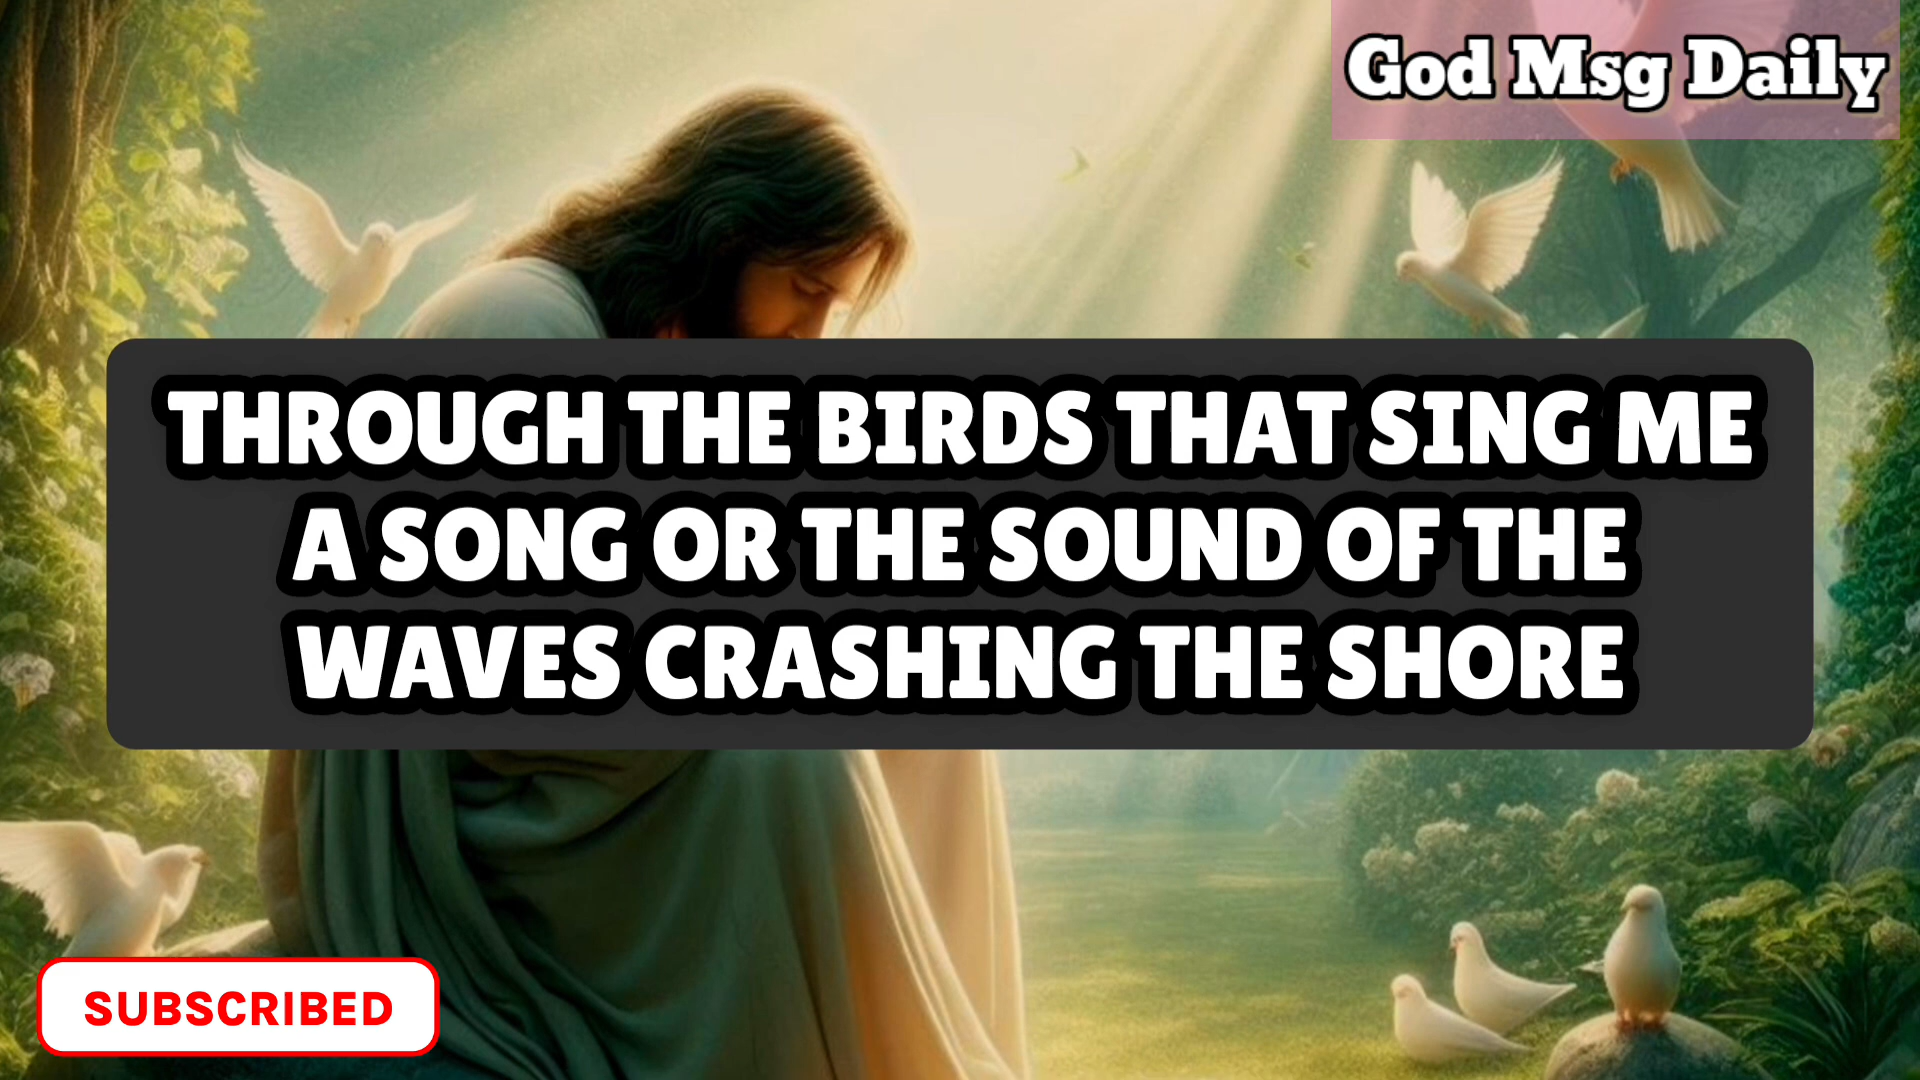 God Msg Daily
THROUGH THE BIRDS THAT SING ME
A SONG OR THE SOUND OF THE
WAVES CRASHING THE SHORE
SUBSCRIBED